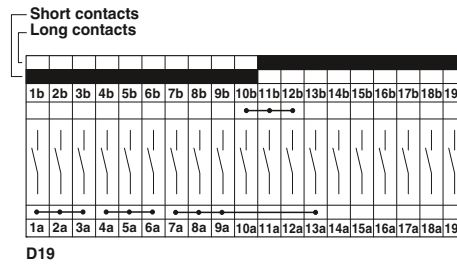 Short contacts
Long contacts
1b 2b 3b 4b 5b 6b 7b 8b 9b 10b 11b 12b 13b 14b 15b 16b 17b 18b 19
1a 2a 3a 4a 5a 6a 7a 8a 9a 10a 11a 12a 13a 14a 15a 16a 17a 18a 19
D19